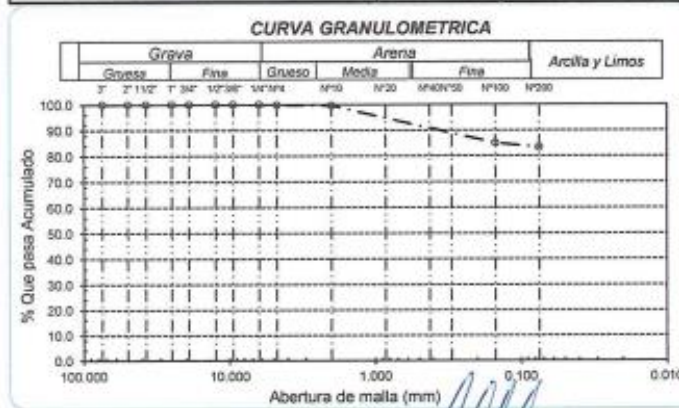 CURVA GRANULOMETRICA
Grava Arena Arcilla y Limos
Gruesa Fina Grueso Media Fina
3" 2" 1 1/2" 1" 3/4" 1/2" 3/8" 1/4" Nº4 Nº10 Nº20 Nº40 Nº50 Nº100 Nº200
% Que pasa Acumulado
100.0
90.0
80.0
70.0
60.0
50.0
40.0
30.0
20.0
10.0
0.0
100.000 10.000 1.000 0.100 0.010
Abertura de malla (mm)